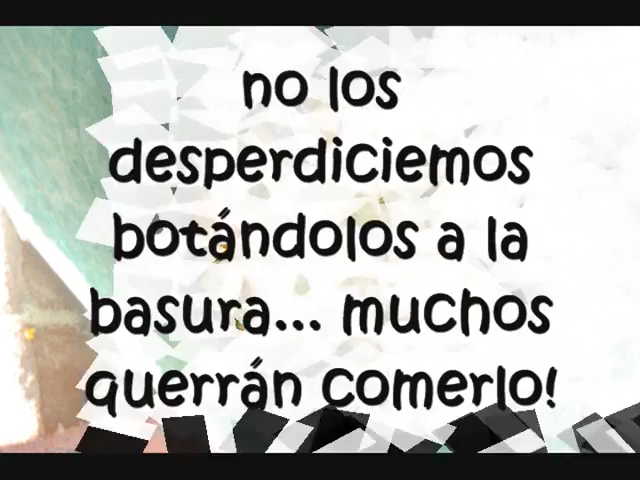 no los
desperdiciemos
botándolos a la
basura... muchos
querrán comerlo!